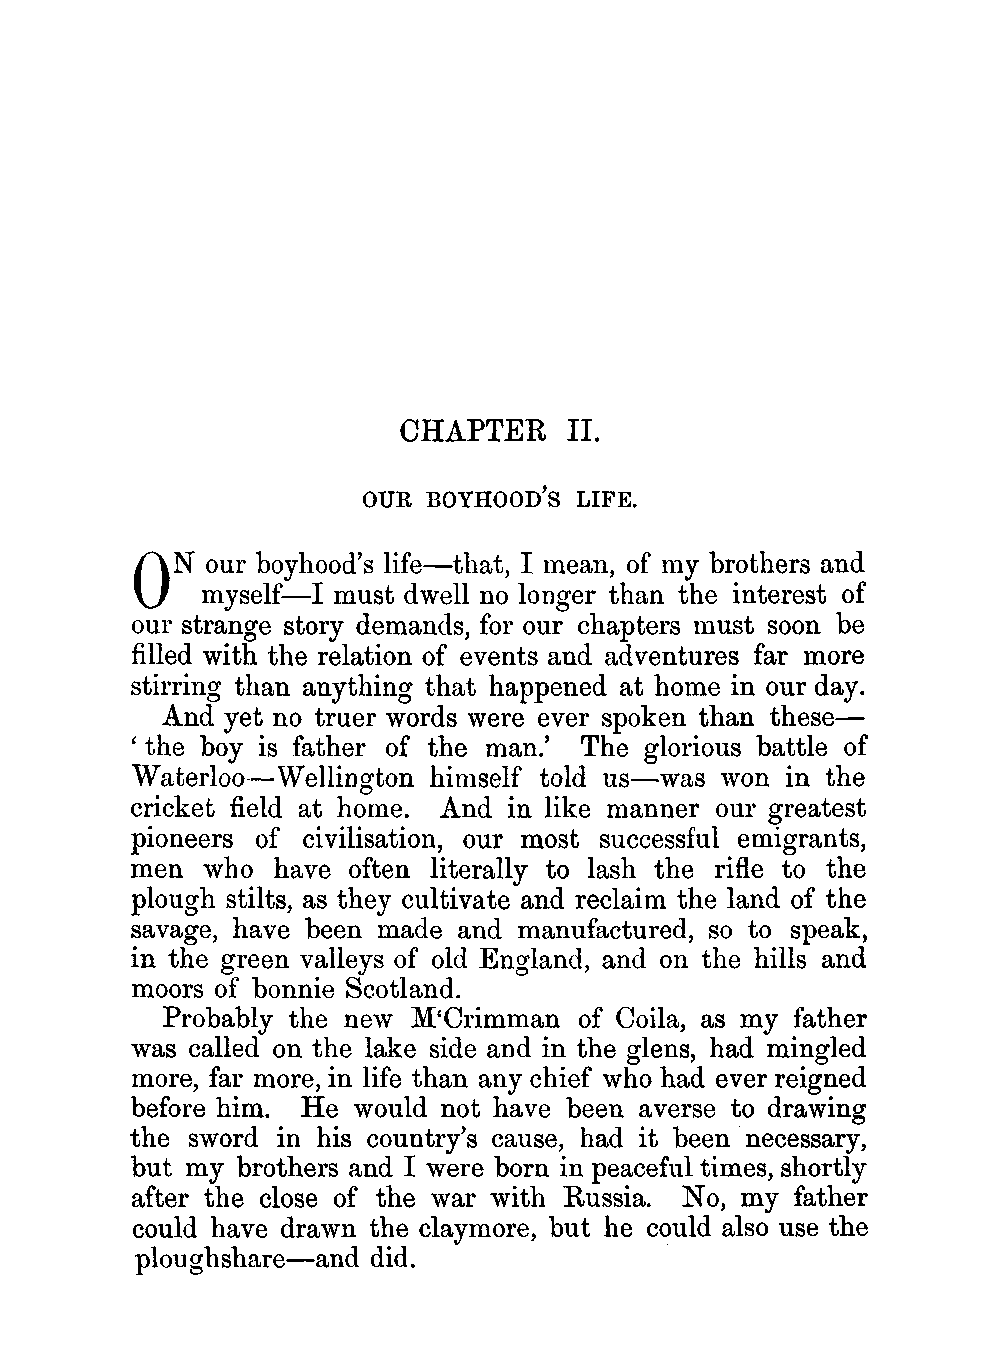 CHAPTER II.
OUR BOYHOOD'S LIFE.
ON our boyhood's life—that, I mean, of my brothers and
myself—I must dwell no longer than the interest of
our strange story demands, for our chapters must soon be
filled with the relation of events and adventures far more
stirring than anything that happened at home in our day.
And yet no truer words were ever spoken than these—
‘the boy is father of the man.’ The glorious battle of
Waterloo—Wellington himself told us—was won in the
cricket field at home. And in like manner our greatest
pioneers of civilisation, our most successful emigrants,
men who have often literally to lash the rifle to the
plough stilts, as they cultivate and reclaim the land of the
savage, have been made and manufactured, so to speak,
in the green valleys of old England, and on the hills and
moors of bonnie Scotland.
Probably the new M‘Crimman of Coila, as my father
was called on the lake side and in the glens, had mingled
more, far more, in life than any chief who had ever reigned
before him. He would not have been averse to drawing
the sword in his country's cause, had it been necessary,
but my brothers and I were born in peaceful times, shortly
after the close of the war with Russia. No, my father
could have drawn the claymore, but he could also use the
ploughshare—and did.